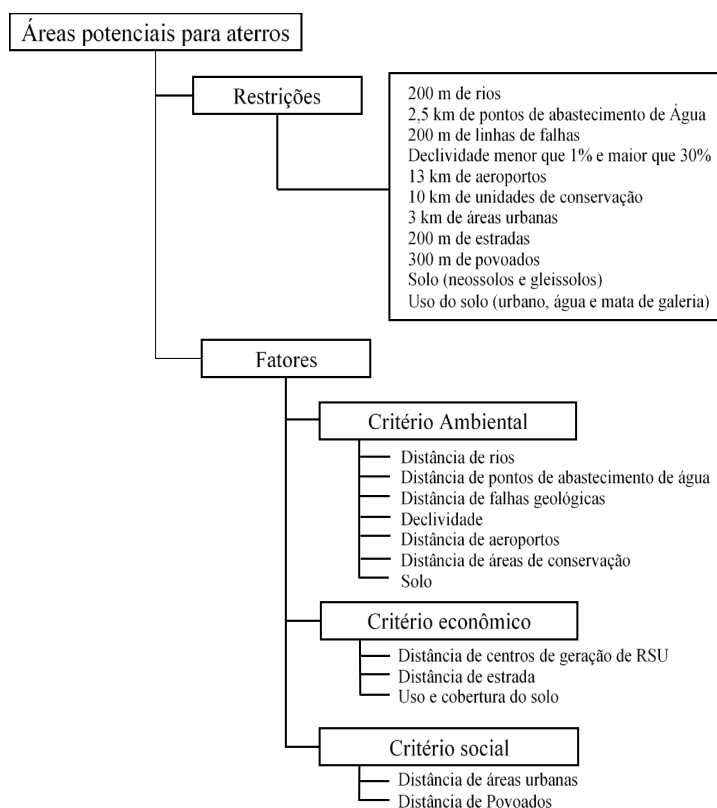 Áreas potenciais para aterros
Restrições
200 m de rios
2,5 km de pontos de abastecimento de Água
200 m de linhas de falhas
Declividade menor que 1% e maior que 30%
13 km de aeroportos
10 km de unidades de conservação
3 km de áreas urbanas
200 m de estradas
300 m de povoados
Solo (neossolos e gleissolos)
Uso do solo (urbano, água e mata de galeria)
Fatores
Critério Ambiental
Distância de rios
Distância de pontos de abastecimento de água
Distância de falhas geológicas
Declividade
Distância de aeroportos
Distância de áreas de conservação
Solo
Critério econômico
Distância de centros de geração de RSU
Distância de estrada
Uso e cobertura do solo
Critério social
Distância de áreas urbanas
Distância de Povoados